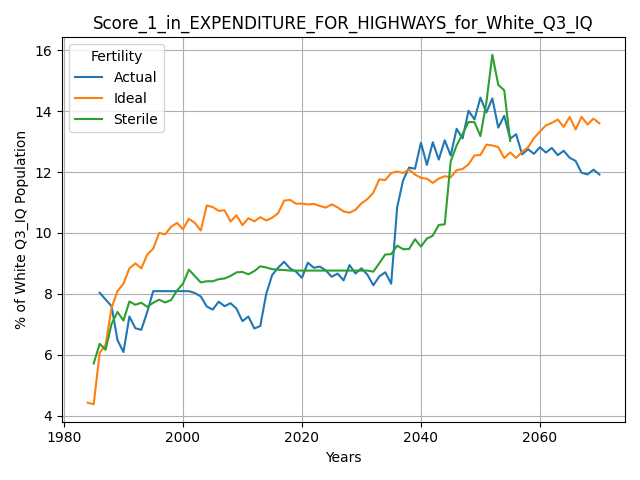 Score_1_in_EXPENDITURE_FOR_HIGHWAYS_for_White_Q3_IQ
Fertility
Actual
Ideal
Sterile
% of White Q3_IQ Population
16
14
12
10
8
6
4
1980 2000 2020 2040 2060
Years